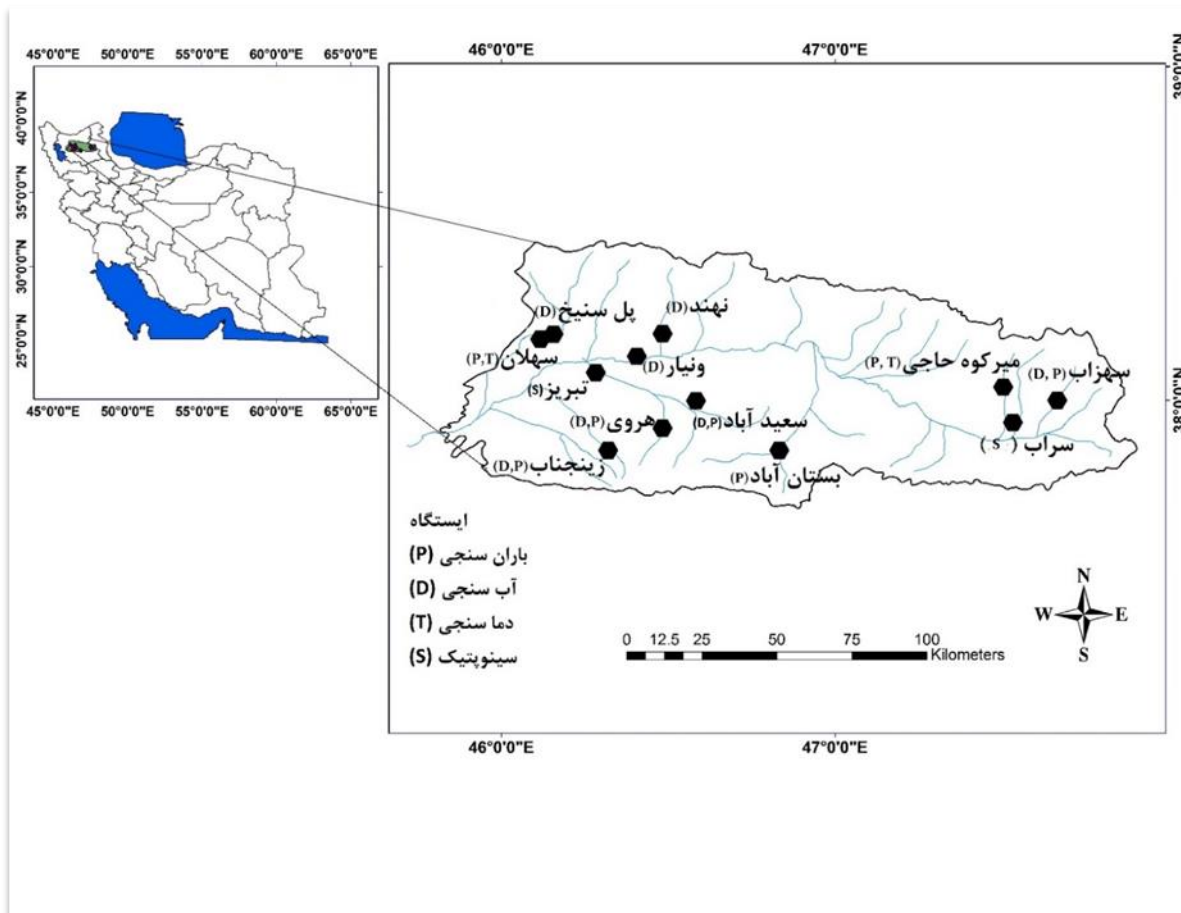 45°0'0"E 50°0'0"E 55°0'0"E 60°0'0"E 65°0'0"E
40°0'0"N
35°0'0"N
30°0'0"N
25°0'0"N
45°0'0"E 50°0'0"E 55°0'0"E 60°0'0"E 65°0'0"E
46°0'0"E 47°0'0"E
39°0'0"N
38°0'0"N
نهند (D)
پل سنیخ (D)
سهلان (P,T)
ونیار (D)
تبریز (S)
میرکوه حاجی (P, T)
سهزاب (D, P)
هروی (D,P)
سعید آباد (D,P)
سراب ( S )
زینجناب (D,P)
بستان آباد (P)
ایستگاه
باران سنجی (P)
آب سنجی (D)
دما سنجی (T)
سینوپتیک (S)
N
W E
S
0 12.5 25 50 75 100
Kilometers
46°0'0"E 47°0'0"E